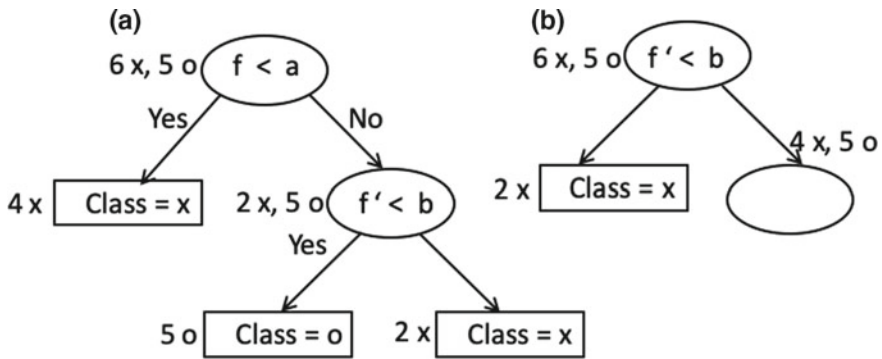 (a)
6 x, 5 o
f < a
Yes
No
4 x
Class = x
2 x, 5 o
f ' < b
Yes
5 o
Class = o
2 x
Class = x
(b)
6 x, 5 o
f ' < b
4 x, 5 o
2 x
Class = x